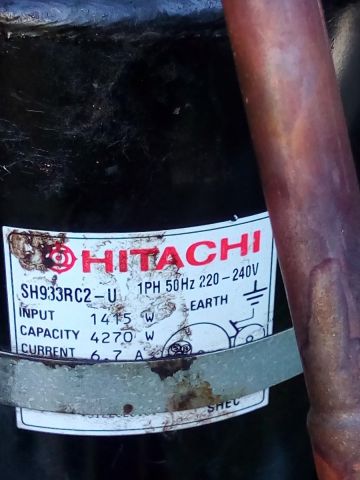 HITACHI
SH933RC2-U 1PH 50Hz 220-240V
INPUT 1415 W EARTH
CAPACITY 4270 W
CURRENT 6.7 A
SHEC